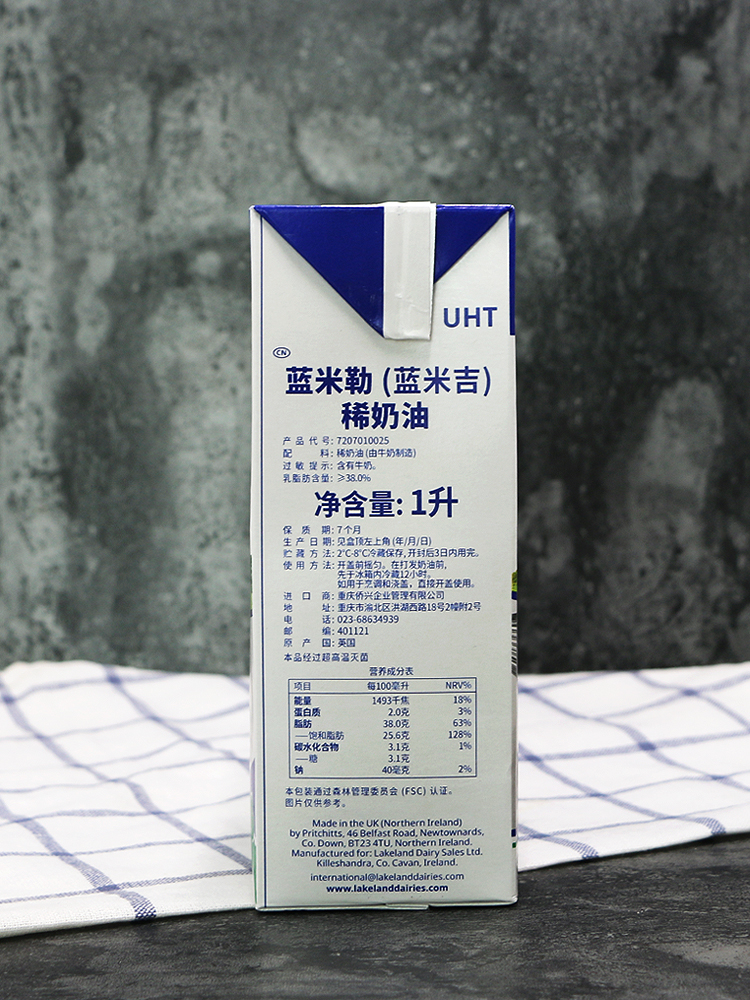 UHT
CN
蓝米勒 (蓝米吉)
稀奶油
产品代号: 7207010025
配料: 稀奶油 (由牛奶制造)
过敏提示: 含有牛奶。
乳脂肪含量: ≥38.0%
净含量: 1升
保质期: 7个月
生产日期: 见盒顶左上角 (年/月/日)
贮藏方法: 2°C-8°C冷藏保存, 开封后3日内用完。
使用方法: 开盖前摇匀。在打发奶油前,
先于冰箱内冷藏12小时。
如用于烹调和浇盖, 直接开盖使用。
进口商: 重庆侨兴企业管理有限公司
地址: 重庆市渝北区洪湖西路18号2幢附2号
电话: 023-68634939
邮编: 401121
原产国: 英国
本品经过超高温灭菌
营养成分表
项目 每100毫升 NRV%
能量 1493千焦 18%
蛋白质 2.0克 3%
脂肪 38.0克 63%
—饱和脂肪 25.6克 128%
碳水化合物 3.1克 1%
—糖 3.1克
钠 40毫克 2%
本包装通过森林管理委员会 (FSC) 认证。
图片仅供参考。
Made in the UK (Northern Ireland)
by Pritchitts, 46 Belfast Road, Newtownards,
Co. Down, BT23 4TU, Northern Ireland.
Manufactured for: Lakeland Dairy Sales Ltd.
Killeshandra, Co. Cavan, Ireland.
international@lakelanddairies.com
www.lakelanddairies.com